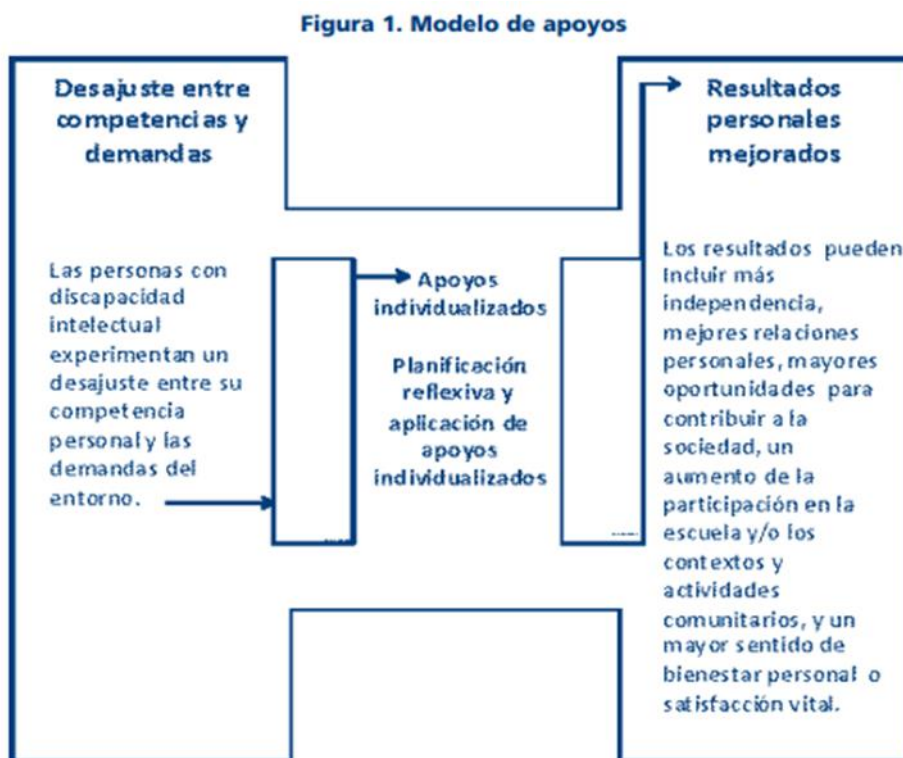 Figura 1. Modelo de apoyos
Desajuste entre
competencias y
demandas
Las personas con
discapacidad
intelectual
experimentan un
desajuste entre su
competencia
personal y las
demandas del
entorno.
Apoyos
individualizados
Planificación
reflexiva y
aplicación de
apoyos
individualizados
Resultados
personales
mejorados
Los resultados pueden
Incluir más
independencia,
mejores relaciones
personales, mayores
oportunidades para
contribuir a la
sociedad, un
aumento de la
participación en la
escuela y/o los
contextos y
actividades
comunitarios, y un
mayor sentido de
bienestar personal o
satisfacción vital.